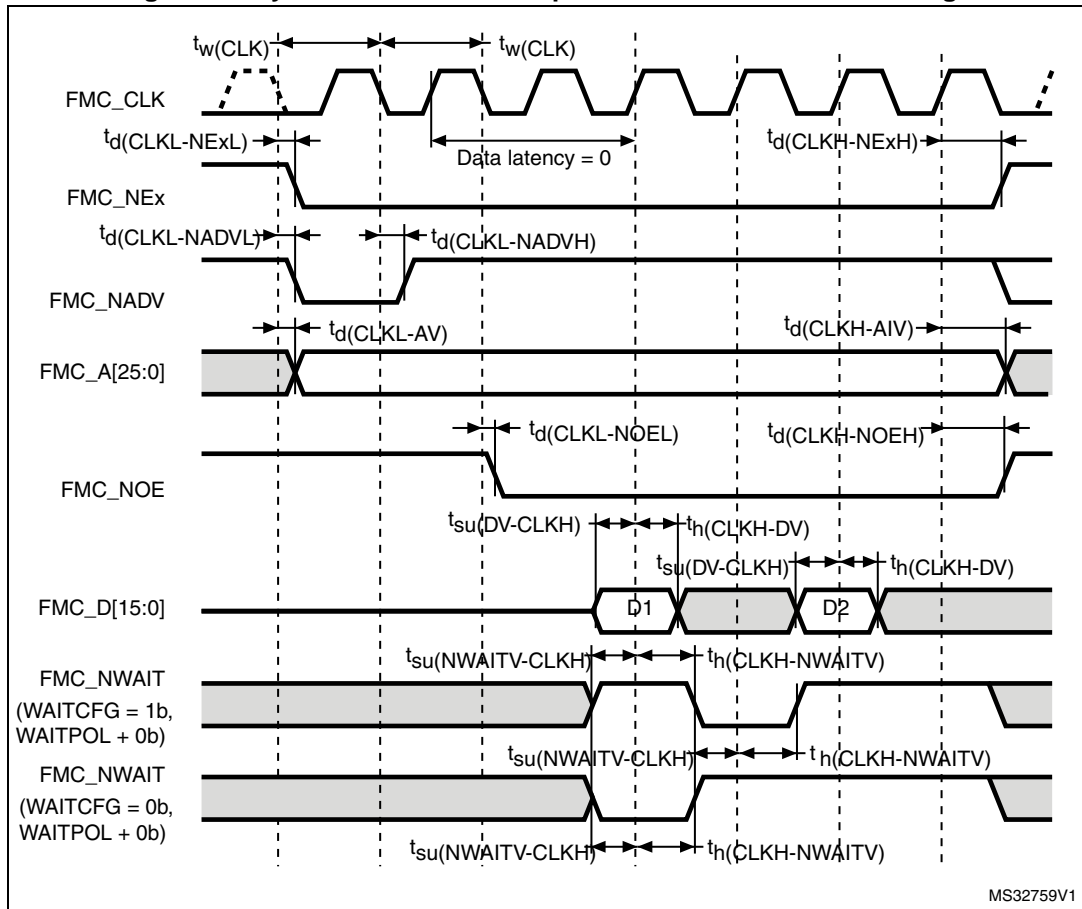 tw(CLK) tw(CLK)
FMC_CLK
td(CLKL-NExL) Data latency = 0 td(CLKH-NExH)
FMC_NEx
td(CLKL-NADVL) td(CLKL-NADVH)
FMC_NADV
td(CLKL-AV) td(CLKH-AIV)
FMC_A[25:0]
td(CLKL-NOEL) td(CLKH-NOEH)
FMC_NOE
tsu(DV-CLKH) th(CLKH-DV)
tsu(DV-CLKH) th(CLKH-DV)
FMC_D[15:0] D1 D2
tsu(NWAITV-CLKH) th(CLKH-NWAITV)
FMC_NWAIT
(WAITCFG = 1b,
WAITPOL + 0b)
tsu(NWAITV-CLKH) th(CLKH-NWAITV)
FMC_NWAIT
(WAITCFG = 0b,
WAITPOL + 0b)
tsu(NWAITV-CLKH) th(CLKH-NWAITV)
MS32759V1